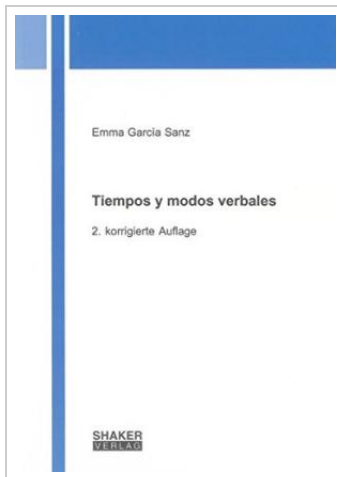 Emma García Sanz
Tiempos y modos verbales
2. korrigierte Auflage
SHAKER
VERLAG